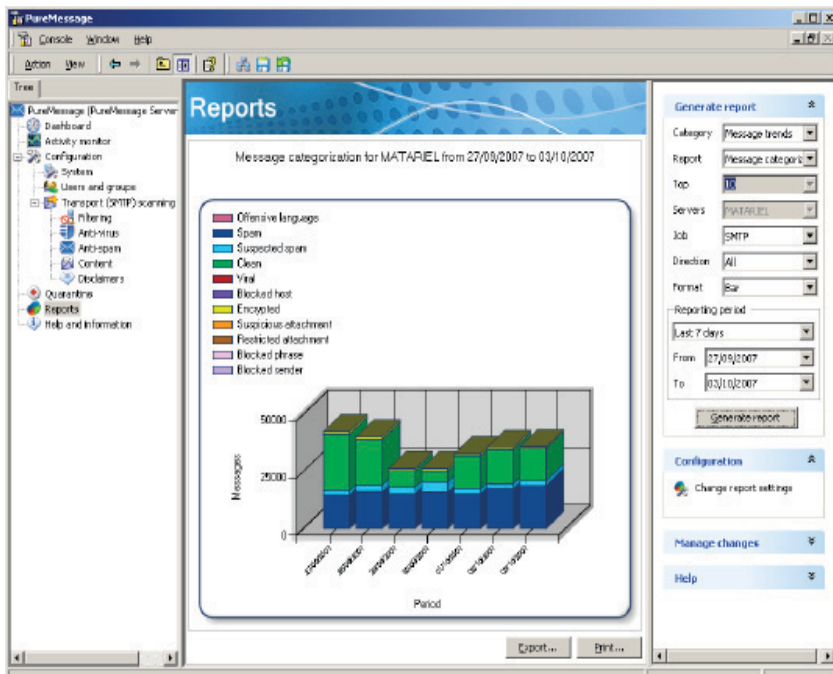 PureMessage
Console Window Help
Action View
Tree
PureMessage (PureMessage Server
Dashboard
Activity monitor
Configuration
System
Users and groups
Transport (SMTP) scanning
Filtering
Anti-virus
Anti-spam
Content
Disclaimers
Quarantine
Reports
Help and information
Reports
Message categorization for MATARIEL from 27/09/2007 to 03/10/2007
Offensive language
Spam
Suspected spam
Clean
Viral
Blocked host
Encrypted
Suspicious attachment
Restricted attachment
Blocked phrase
Blocked sender
50000
25000
0
Messages
Period
Export...
Print...
Generate report
Category Message trends
Report Message categori
Top 10
Servers MATARIEL
Job SMTP
Direction All
Format Bar
Reporting period
Last 7 days
From 27/09/2007
To 03/10/2007
Generate report
Configuration
Change report settings
Manage changes
Help